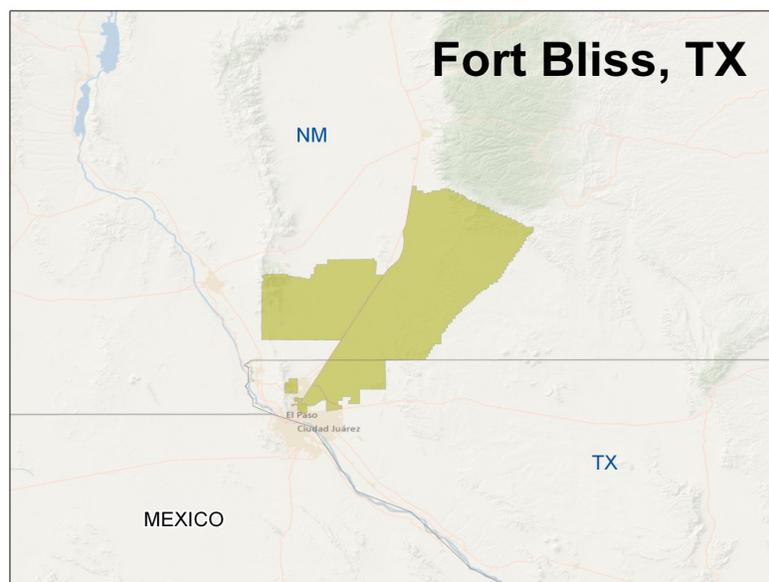 Fort Bliss, TX
NM
El Paso
Ciudad Juárez
TX
MEXICO